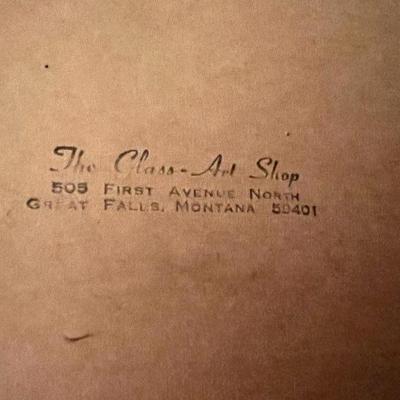 The Glass-Art Shop
505 First Avenue North
Great Falls, Montana 59401